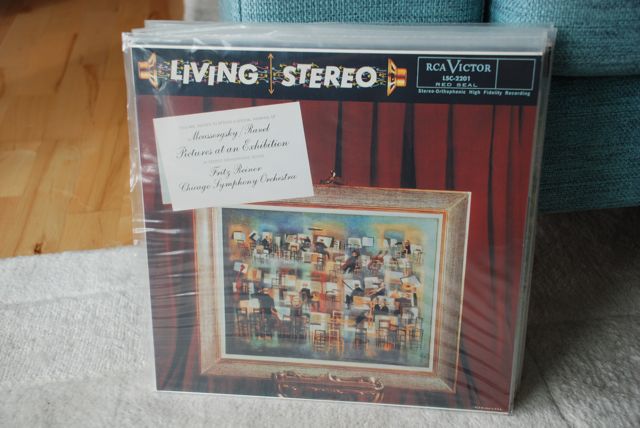 LIVING STEREO
RCA VICTOR
LSC-2201
RED SEAL
Stereo-Orthophonic High Fidelity Recording
Moussorgsky/Ravel
Pictures at an Exhibition
Fritz Reiner
Chicago Symphony Orchestra